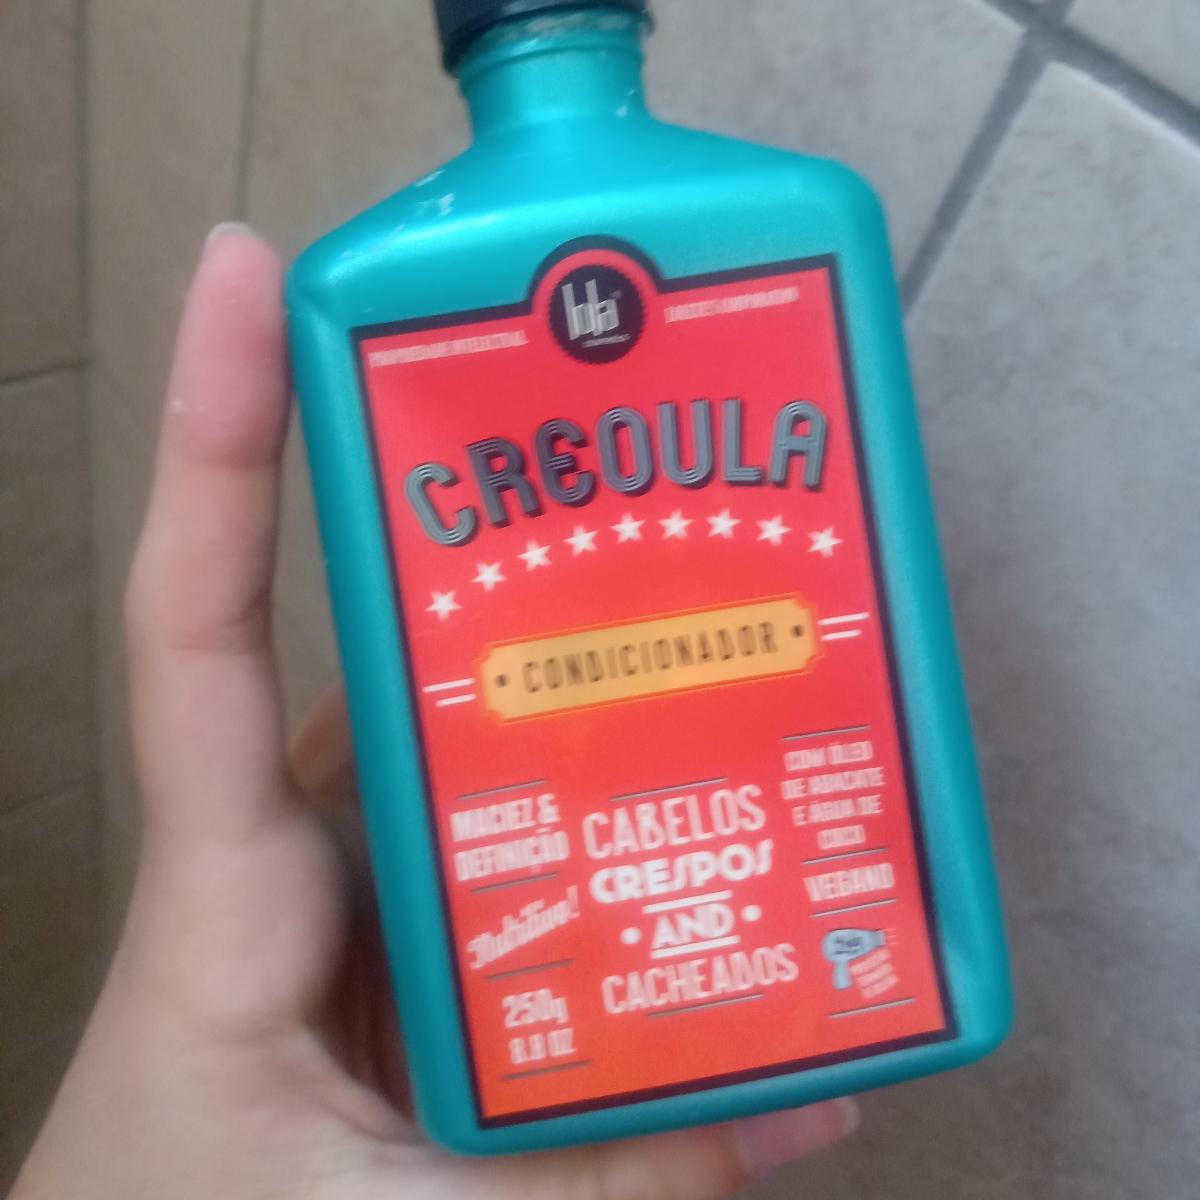 lola
CREOULA
CONDICIONADOR
MACIEZ &
DEFINIÇÃO
Nutritivo!
250g
8.8 OZ
CABELOS
CRESPOS
AND
CACHEADOS
COM ÓLEO
DE ABACATE
E ÁGUA DE
COCO
VEGANO